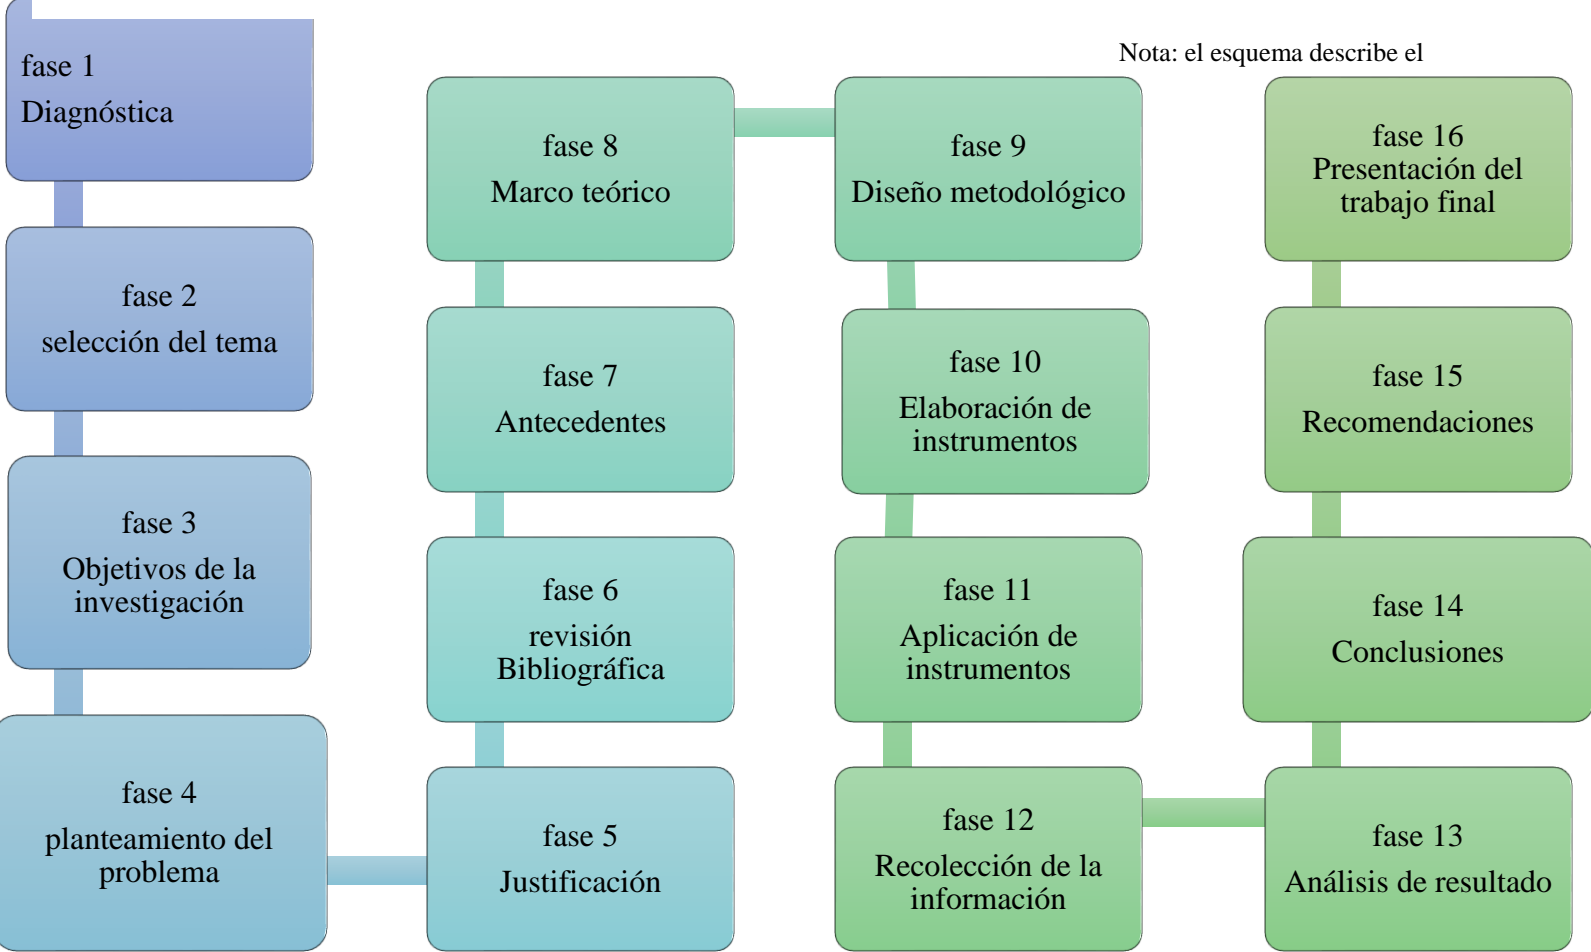 Nota: el esquema describe el
fase 1
Diagnóstica
fase 2
selección del tema
fase 3
Objetivos de la
investigación
fase 4
planteamiento del
problema
fase 5
Justificación
fase 6
revisión
Bibliográfica
fase 7
Antecedentes
fase 8
Marco teórico
fase 9
Diseño metodológico
fase 10
Elaboración de
instrumentos
fase 11
Aplicación de
instrumentos
fase 12
Recolección de la
información
fase 13
Análisis de resultado
fase 14
Conclusiones
fase 15
Recomendaciones
fase 16
Presentación del
trabajo final